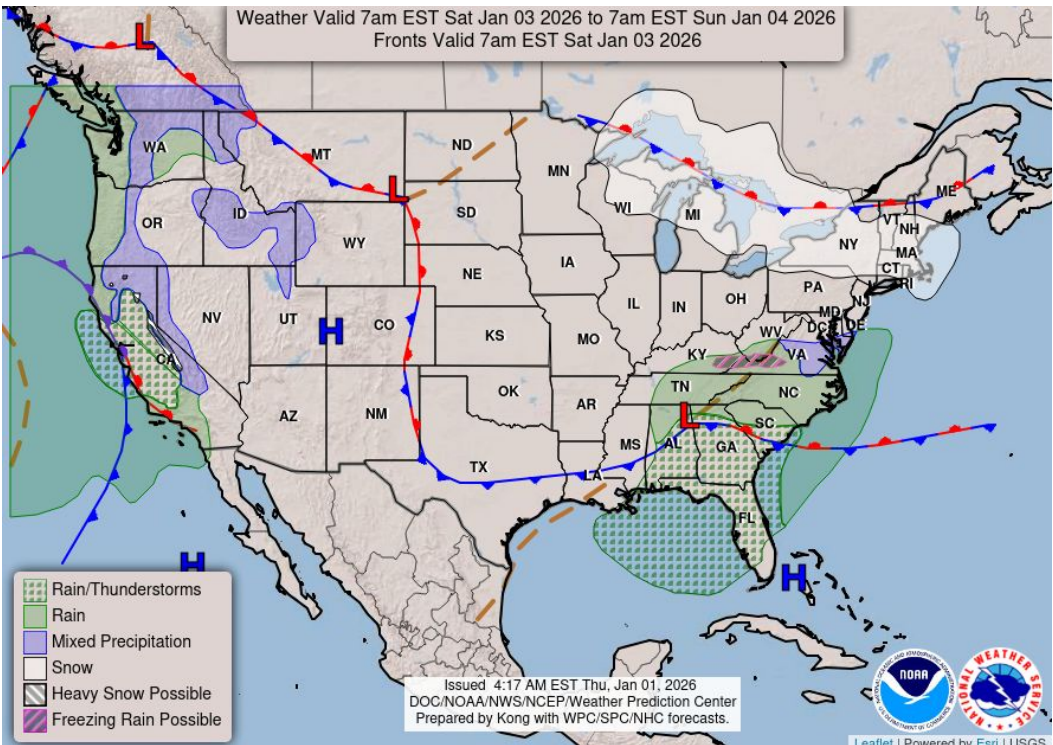 Weather Valid 7am EST Sat Jan 03 2026 to 7am EST Sun Jan 04 2026
Fronts Valid 7am EST Sat Jan 03 2026
L
WA
MT
ND
MN
ME
L
OR
ID
SD
WI
MI
VT
NH
WY
NY
MA
CT
RI
NE
IA
PA
NV
UT
H
CO
IL
IN
OH
NJ
MD
DE
DC
CA
KS
MO
WV
VA
KY
AZ
NM
OK
AR
TN
NC
L
SC
MS
AL
GA
TX
LA
FL
H
H
Rain/Thunderstorms
Rain
Mixed Precipitation
Snow
Heavy Snow Possible
Freezing Rain Possible
Issued 4:17 AM EST Thu, Jan 01, 2026
DOC/NOAA/NWS/NCEP/Weather Prediction Center
Prepared by Kong with WPC/SPC/NHC forecasts.
NOAA
NATIONAL WEATHER SERVICE
Leaflet | Powered by Esri | USGS